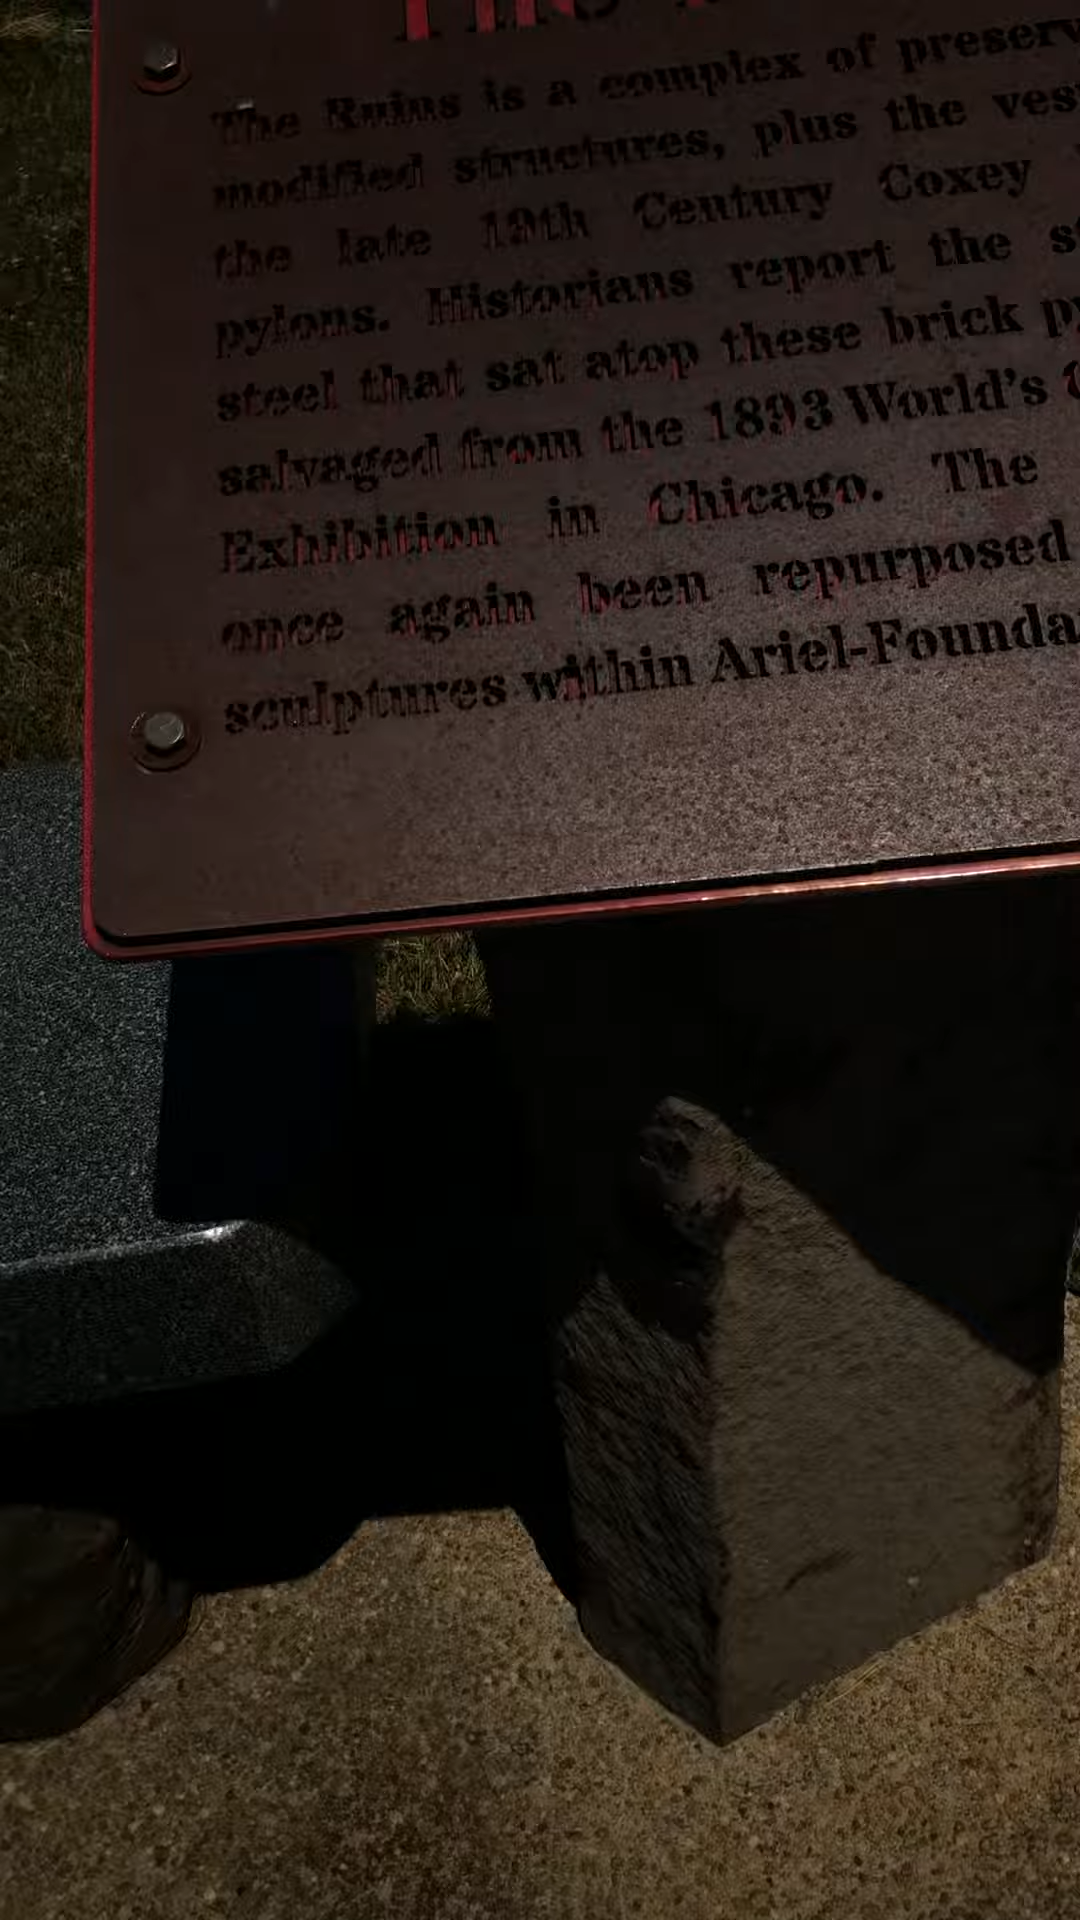 The
The Ruins is a complex of preserv
modified structures, plus the ves
the late 19th Century Coxey
pylons. Historians report the s
steel that sat atop these brick p
salvaged from the 1893 World's
Exhibition in Chicago. The
once again been repurposed
sculptures within Ariel-Founda